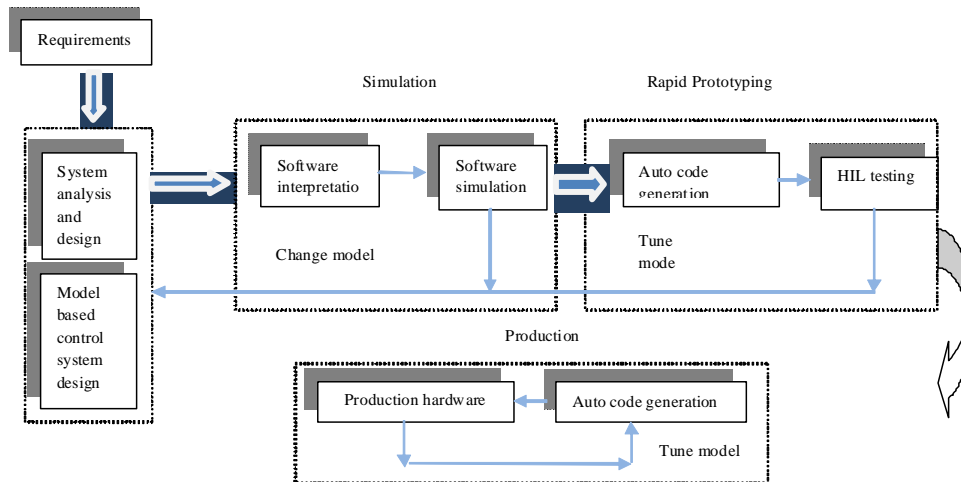 Requirements
Simulation
Rapid Prototyping
System
analysis
and
design
Software
interpretatio
Software
simulation
Auto code
generation
HIL testing
Change model
Tune
mode
Model
based
control
system
design
Production
Production hardware
Auto code generation
Tune model